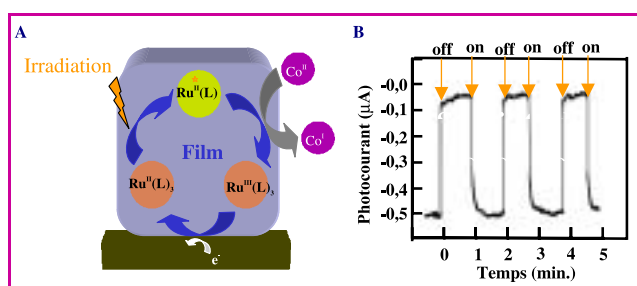 A
Irradiation
Ru^II(L)
*
Co^II
Co^I
Film
Ru^II(L)₃
Ru^III(L)₃
e⁻
B
off on off on off on
Photocourant (µA)
-0,0
-0,1
-0,2
-0,3
-0,4
-0,5
0 1 2 3 4 5
Temps (min.)